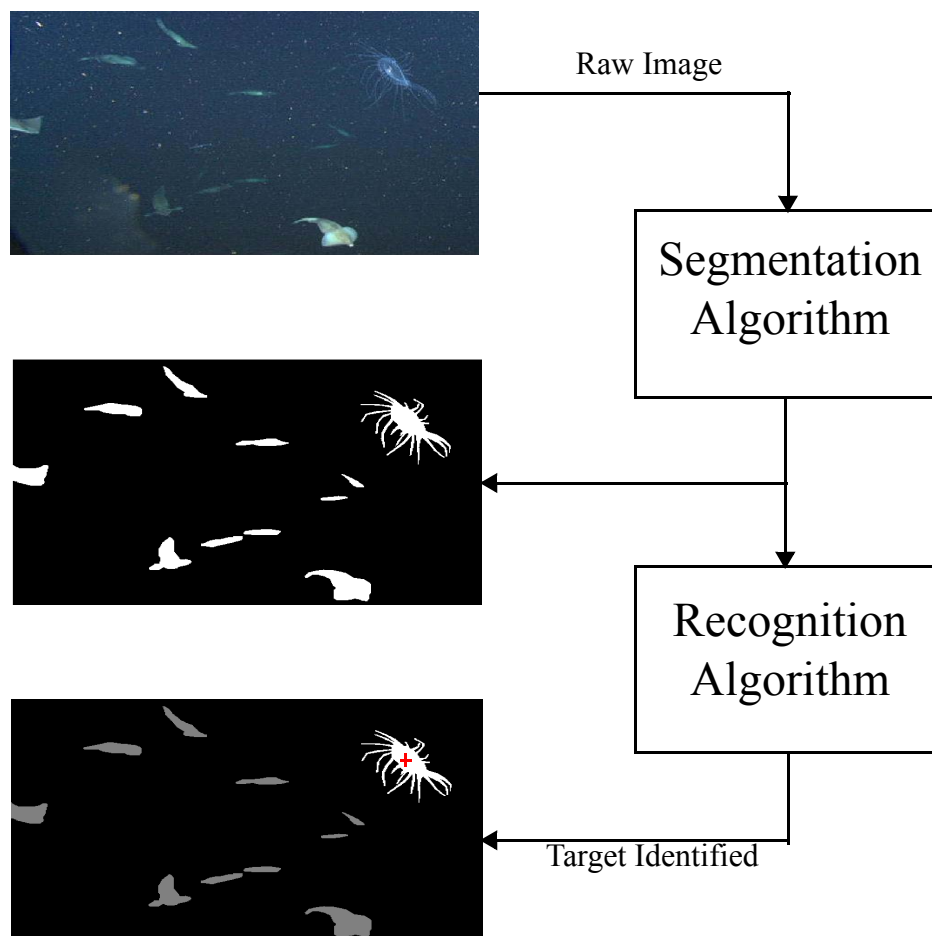 Raw Image
Segmentation
Algorithm
Recognition
Algorithm
Target Identified